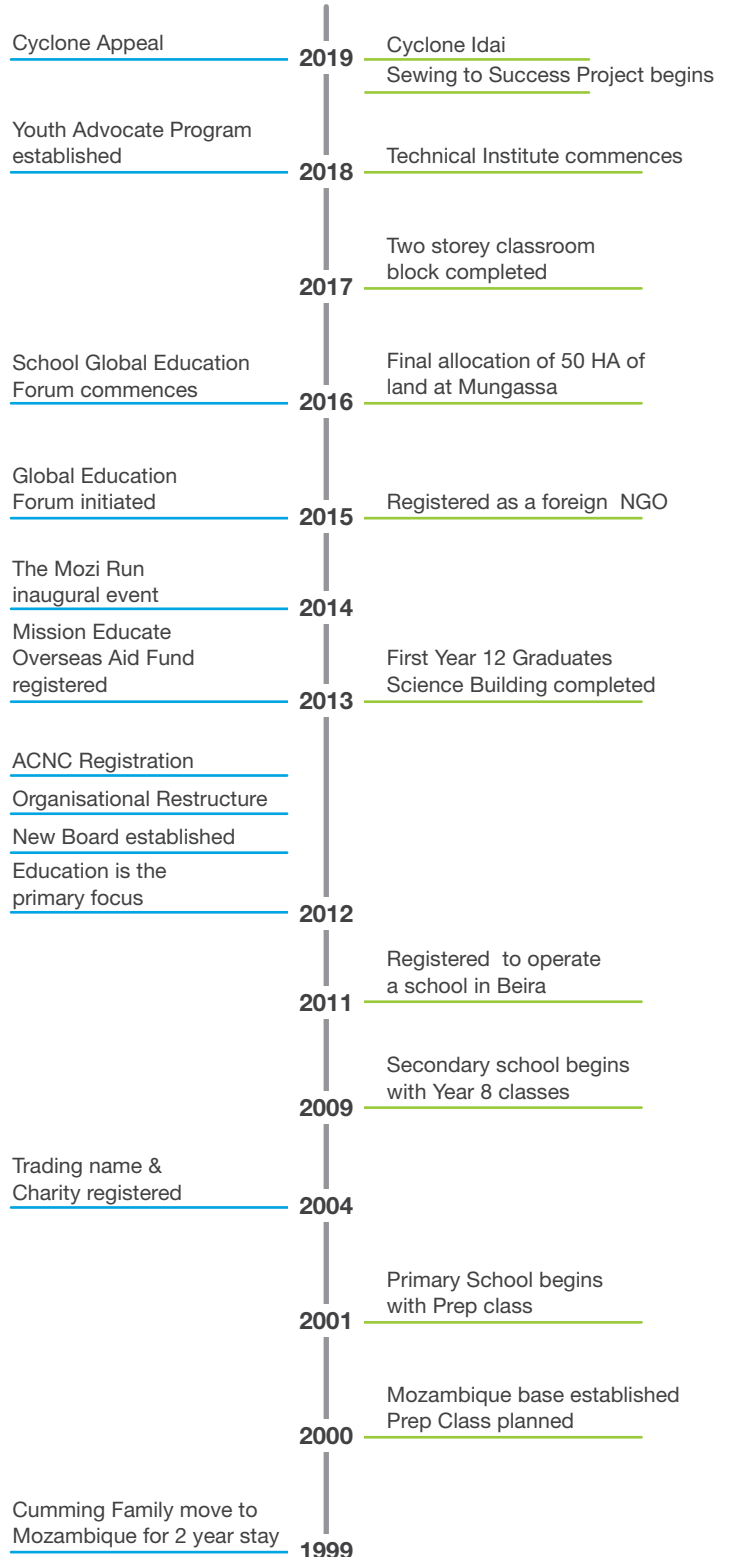 Cyclone Appeal
2019
Cyclone Idai
Sewing to Success Project begins
Youth Advocate Program
established
2018
Technical Institute commences
Two storey classroom
block completed
2017
School Global Education
Forum commences
2016
Final allocation of 50 HA of
land at Mungassa
Global Education
Forum initiated
2015
Registered as a foreign  NGO
The Mozi Run
inaugural event
2014
Mission Educate
Overseas Aid Fund
registered
2013
First Year 12 Graduates
Science Building completed
ACNC Registration
Organisational Restructure
New Board established
Education is the
primary focus
2012
Registered  to operate
a school in Beira
2011
Secondary school begins
with Year 8 classes
2009
Trading name &
Charity registered
2004
Primary School begins
with Prep class
2001
Mozambique base established
Prep Class planned
2000
Cumming Family move to
Mozambique for 2 year stay
1999